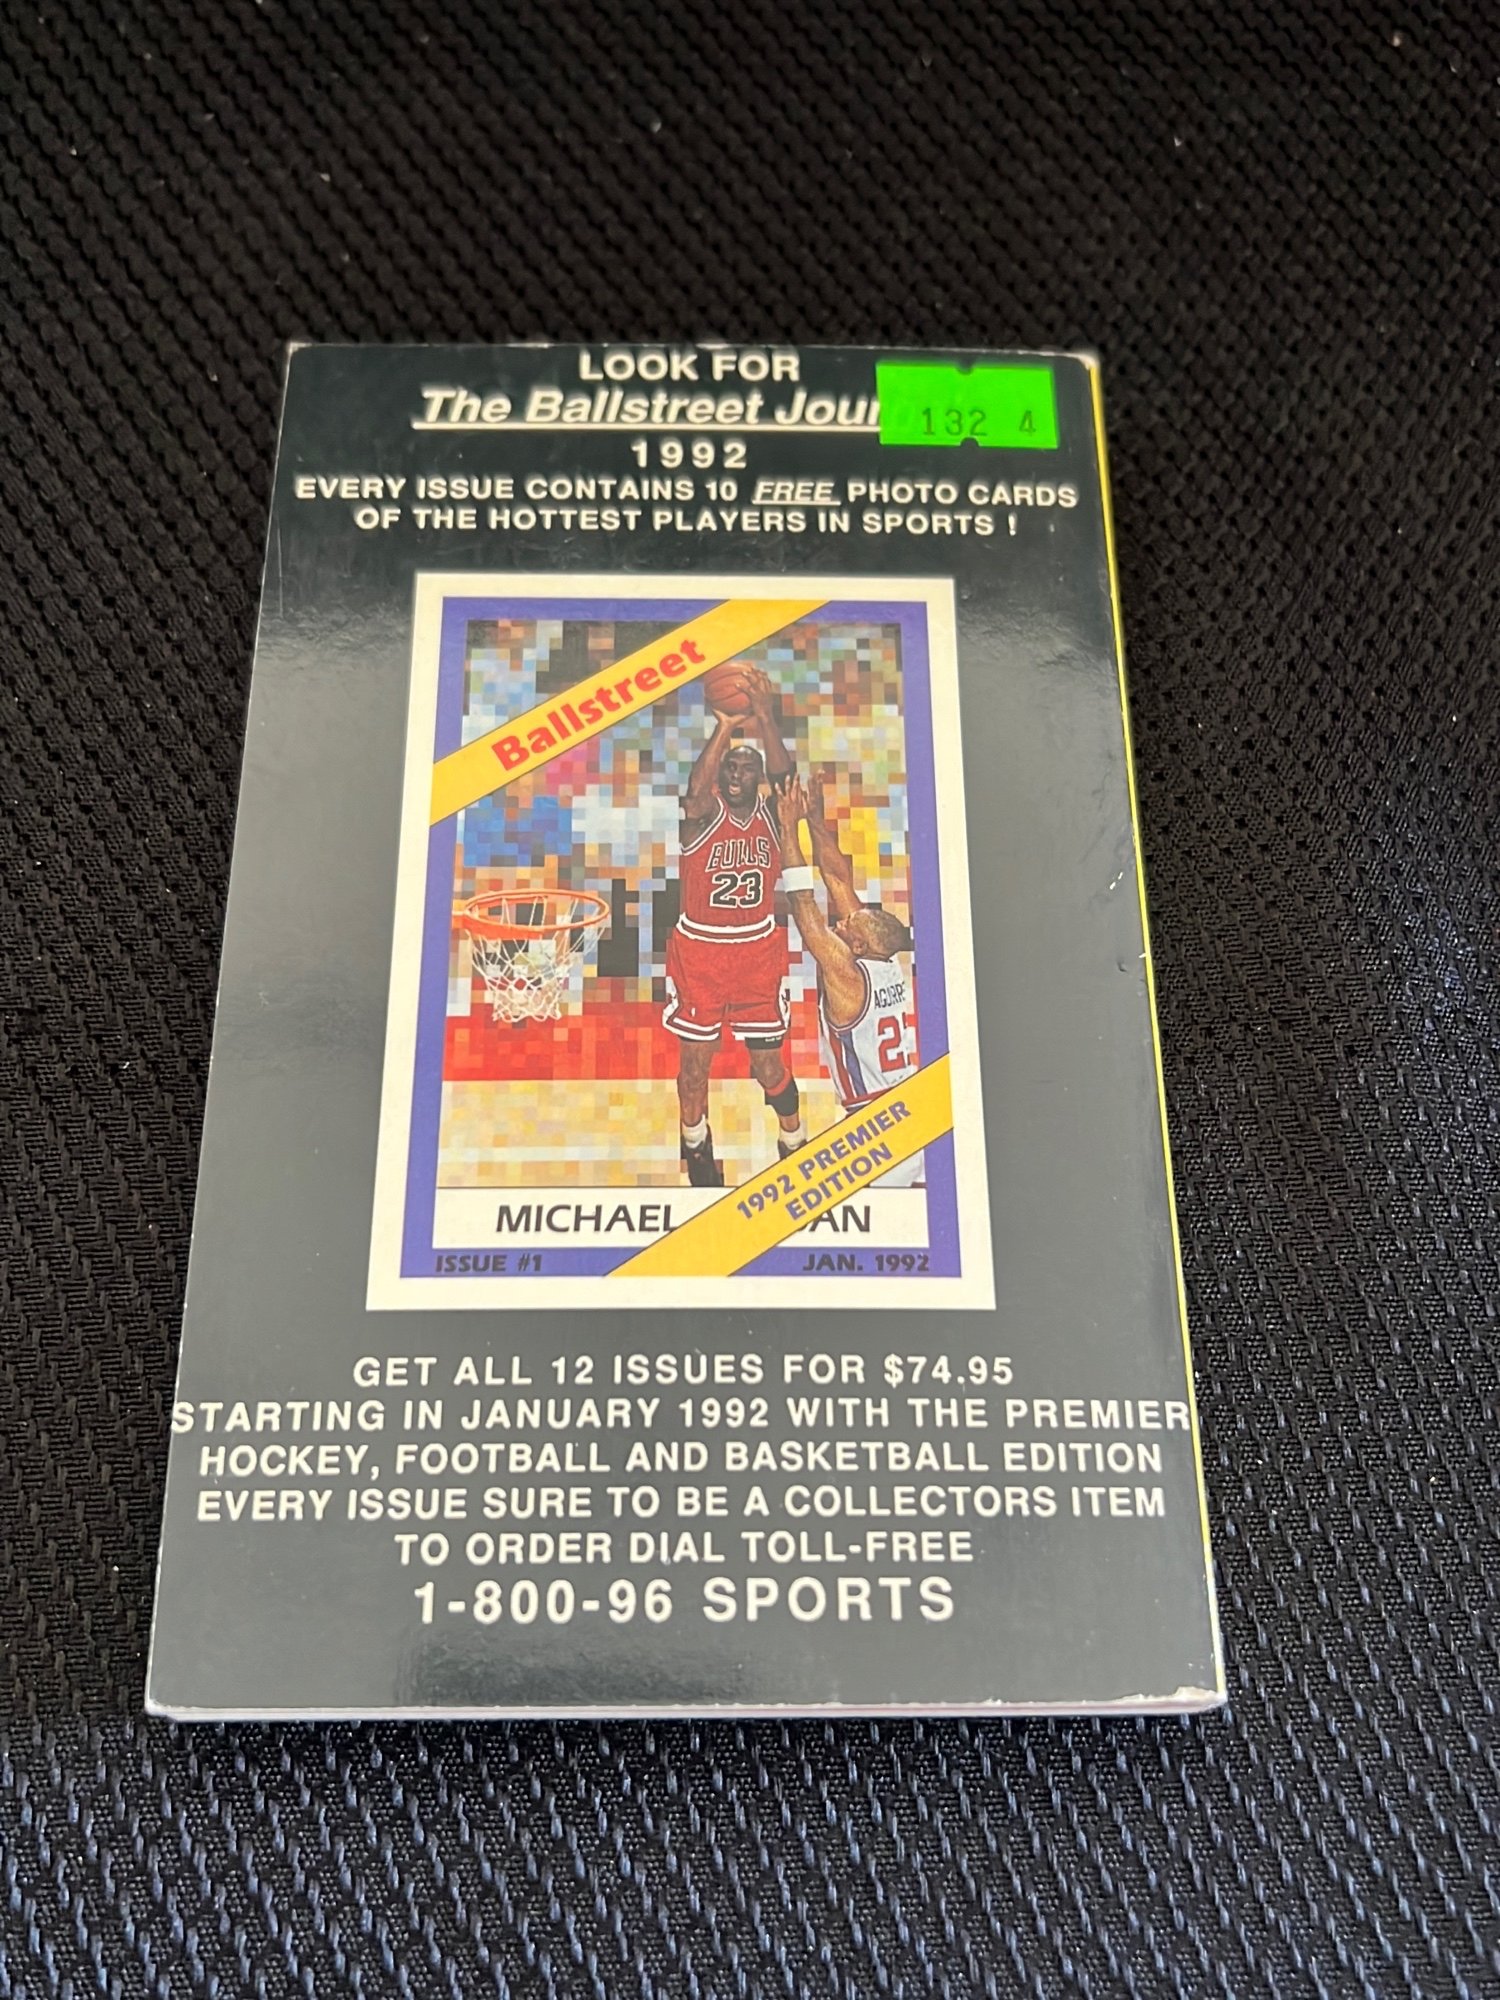 LOOK FOR
The Ballstreet
132 4
1992
EVERY ISSUE CONTAINS 10 FREE PHOTO CARDS
OF THE HOTTEST PLAYERS IN SPORTS !
Ballstreet
BULLS
23
1992 PREMIER
EDITION
MICHAEL
ISSUE #1
JAN. 1992
GET ALL 12 ISSUES FOR $74.95
STARTING IN JANUARY 1992 WITH THE PREMIER
HOCKEY, FOOTBALL AND BASKETBALL EDITION
EVERY ISSUE SURE TO BE A COLLECTORS ITEM
TO ORDER DIAL TOLL-FREE
1-800-96 SPORTS